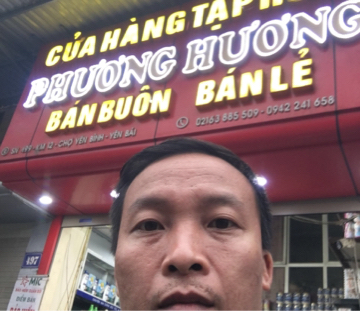 CỬA HÀNG TẠP
PHƯƠNG HƯƠNG
BÁN BUÔN BÁN LẺ
02163 885 509 - 0942 241 658
CHỢ YÊN BÌNH - YÊN BÁI
497